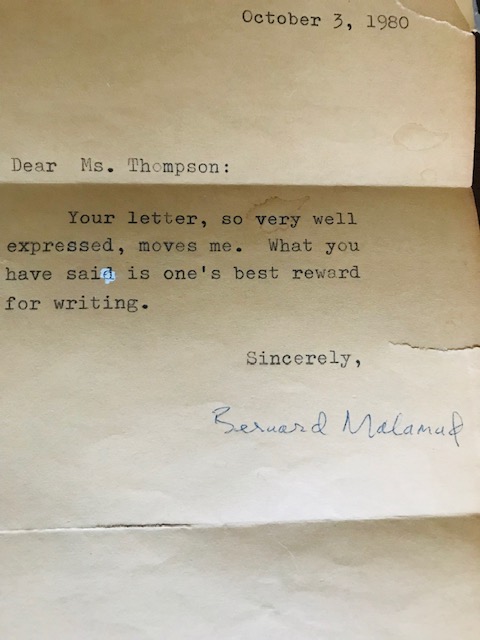 October 3, 1980
Dear Ms. Thompson:
Your letter, so very well
expressed, moves me. What you
have said is one's best reward
for writing.
Sincerely,
Bernard Malamud